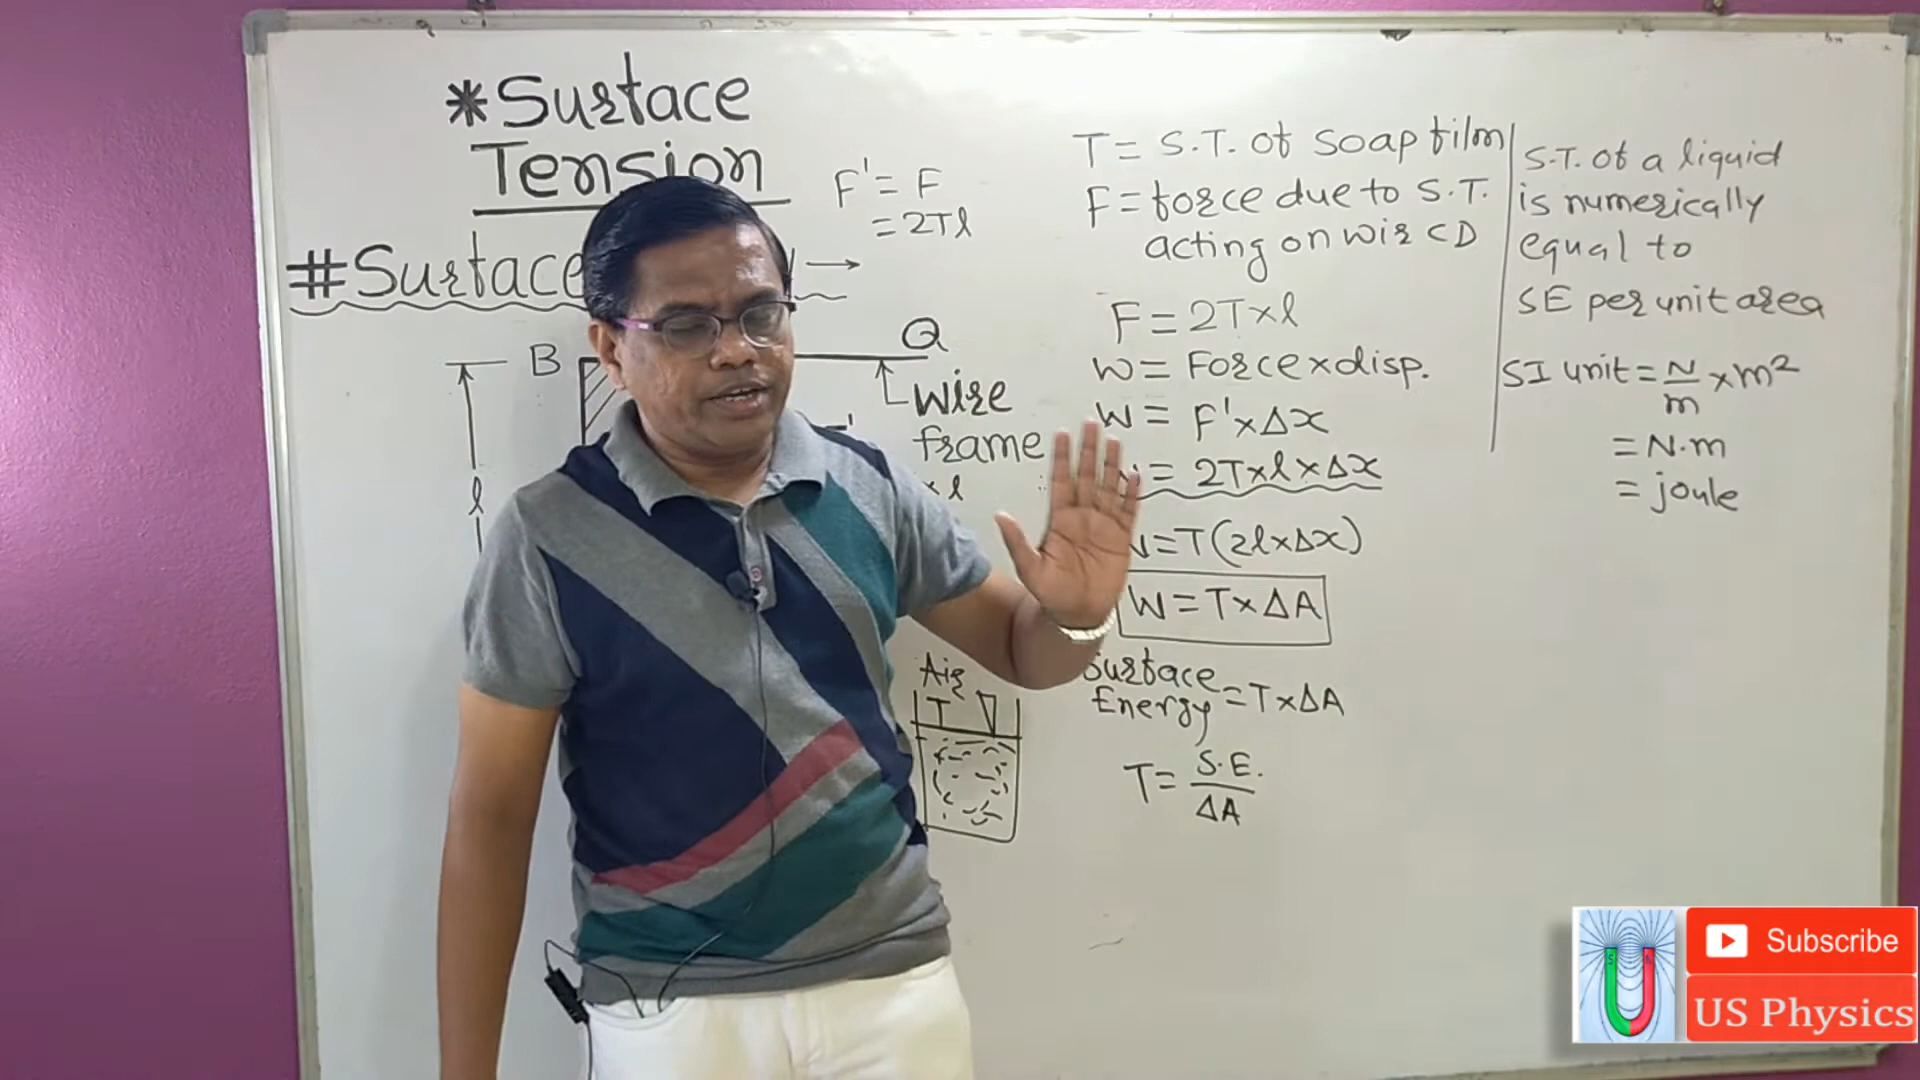 *Surface
Tension
F' = F
= 2Tl
#Surface
B
Q
Wire
frame
l
x l
Air
T
T = S.T. of soap film
F = force due to S.T.
acting on wir CD
F = 2T×l
W = Force×disp.
W = F'×Δx
= 2T×l×Δx
=T(2l×Δx)
W = T×ΔA
Surface
Energy = T×ΔA
T = S.E.
ΔA
S.T. of a liquid
is numerically
equal to
SE per unit area
SI unit = N/m × m²
= N.m
= joule
Subscribe
US Physics